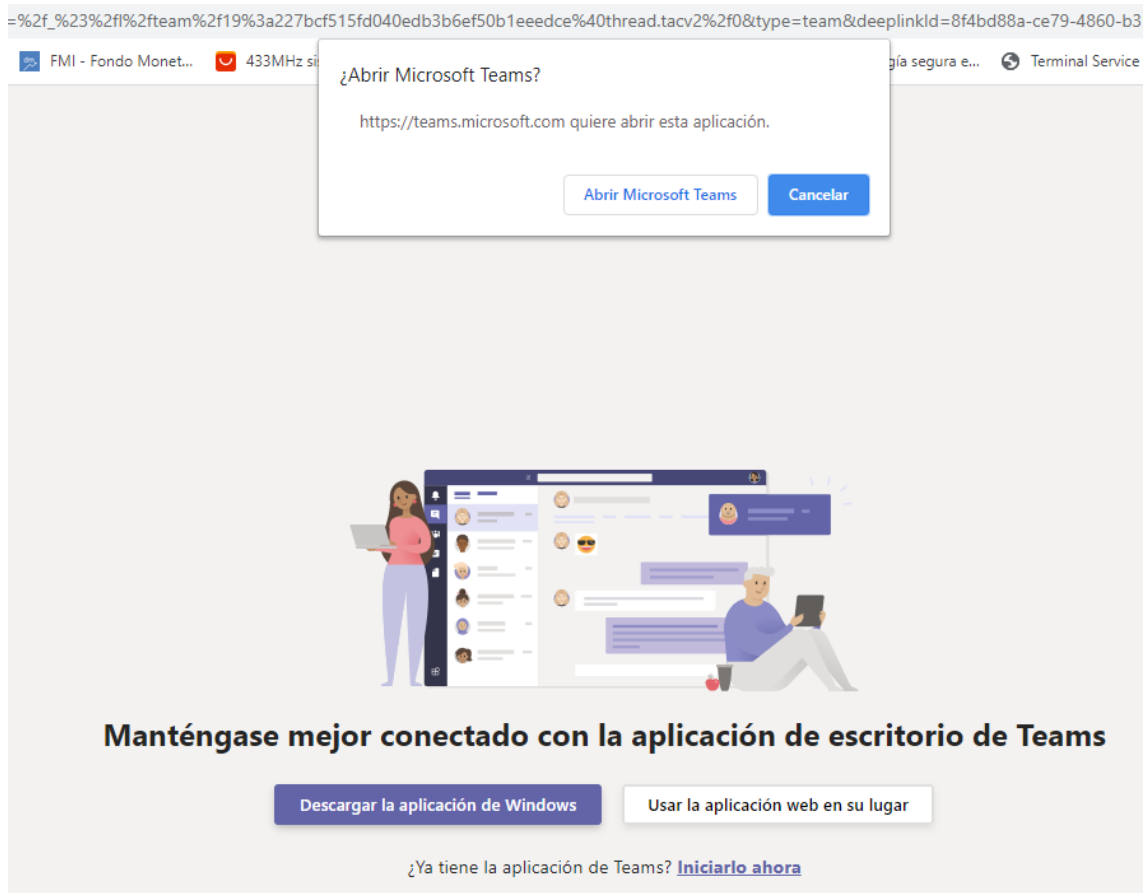 =%2f_%23%2fl%2fteam%2f19%3a227bcf515fd040edb3b6ef50b1eeedce%40thread.tacv2%2f0&type=team&deeplinkId=8f4bd88a-ce79-4860-b3
FMI - Fondo Monet... 433MHz si gía segura e... Terminal Service
¿Abrir Microsoft Teams?
https://teams.microsoft.com quiere abrir esta aplicación.
Abrir Microsoft Teams Cancelar
Manténgase mejor conectado con la aplicación de escritorio de Teams
Descargar la aplicación de Windows Usar la aplicación web en su lugar
¿Ya tiene la aplicación de Teams? Iniciarlo ahora